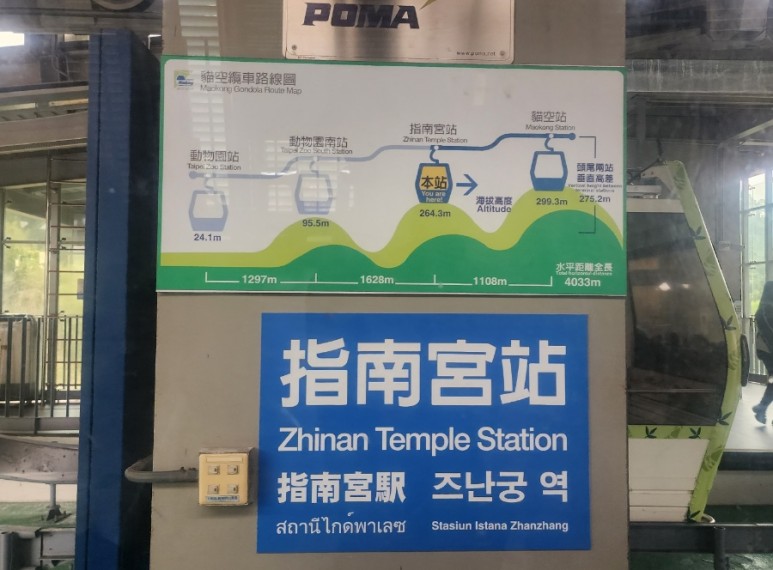 POMA
www.poma.net
貓空纜車路線圖
Maokong Gondola Route Map
動物園站
Taipei Zoo Station
24.1m
動物園南站
Taipei Zoo South Station
95.5m
指南宮站
Zhinan Temple Station
本站
You are
here!
264.3m
海拔高度
Altitude
貓空站
Maokong Station
299.3m
頭尾兩站
垂直高差
275.2m
1297m
1628m
1108m
水平距離全長
4033m
指南宮站
Zhinan Temple Station
指南宮駅 즈난궁 역
สถานีไกด์พาเลซ Stasiun Istana Zhanzhang